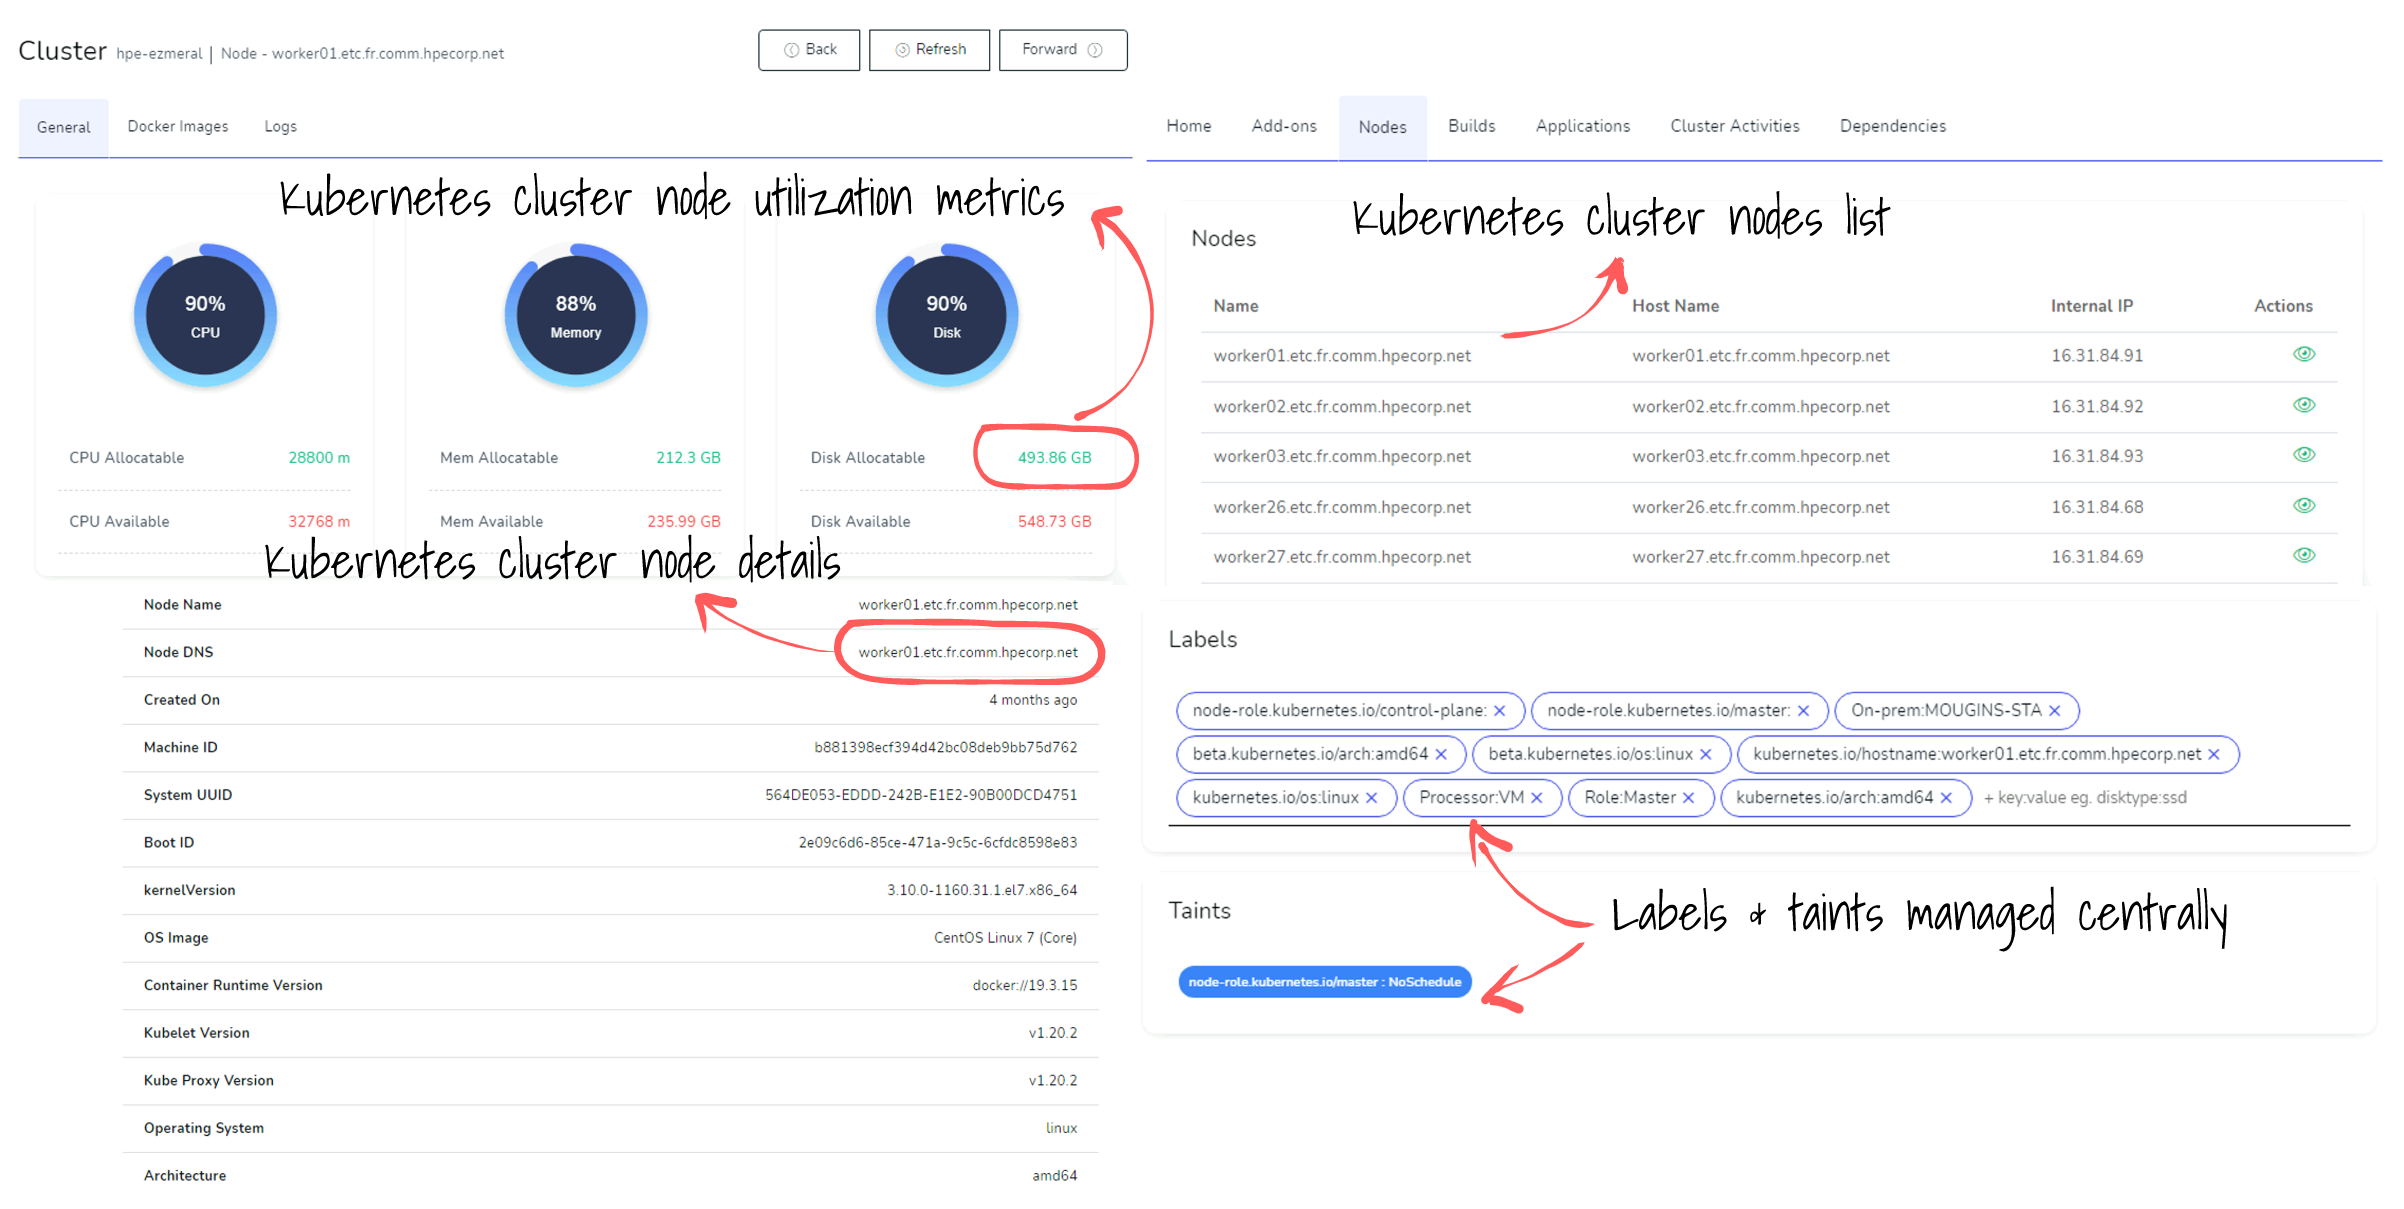 Cluster hpe-ezmeral | Node - worker01.etc.fr.comm.hpecorp.net
Back Refresh Forward
General Docker Images Logs
Kubernetes cluster node utilization metrics
90% CPU
88% Memory
90% Disk
CPU Allocatable 28800 m
Mem Allocatable 212.3 GB
Disk Allocatable 493.86 GB
CPU Available 32768 m
Mem Available 235.99 GB
Disk Available 548.73 GB
Kubernetes cluster node details
Node Name worker01.etc.fr.comm.hpecorp.net
Node DNS worker01.etc.fr.comm.hpecorp.net
Created On 4 months ago
Machine ID b881398ecf394d42bc08deb9bb75d762
System UUID 564DE053-EDDD-242B-E1E2-90B00DCD4751
Boot ID 2e09c6d6-85ce-471a-9c5c-6cfdc8598e83
kernelVersion 3.10.0-1160.31.1.el7.x86_64
OS Image CentOS Linux 7 (Core)
Container Runtime Version docker://19.3.15
Kubelet Version v1.20.2
Kube Proxy Version v1.20.2
Operating System linux
Architecture amd64
Home Add-ons Nodes Builds Applications Cluster Activities Dependencies
Kubernetes cluster nodes list
Nodes
Name Host Name Internal IP Actions
worker01.etc.fr.comm.hpecorp.net worker01.etc.fr.comm.hpecorp.net 16.31.84.91
worker02.etc.fr.comm.hpecorp.net worker02.etc.fr.comm.hpecorp.net 16.31.84.92
worker03.etc.fr.comm.hpecorp.net worker03.etc.fr.comm.hpecorp.net 16.31.84.93
worker26.etc.fr.comm.hpecorp.net worker26.etc.fr.comm.hpecorp.net 16.31.84.68
worker27.etc.fr.comm.hpecorp.net worker27.etc.fr.comm.hpecorp.net 16.31.84.69
Labels
node-role.kubernetes.io/control-plane: × node-role.kubernetes.io/master: × On-prem:MOUGINS-STA ×
beta.kubernetes.io/arch:amd64 × beta.kubernetes.io/os:linux × kubernetes.io/hostname:worker01.etc.fr.comm.hpecorp.net ×
kubernetes.io/os:linux × Processor:VM × Role:Master × kubernetes.io/arch:amd64 × + key:value eg. disktype:ssd
Taints
Labels & taints managed centrally
node-role.kubernetes.io/master : NoSchedule